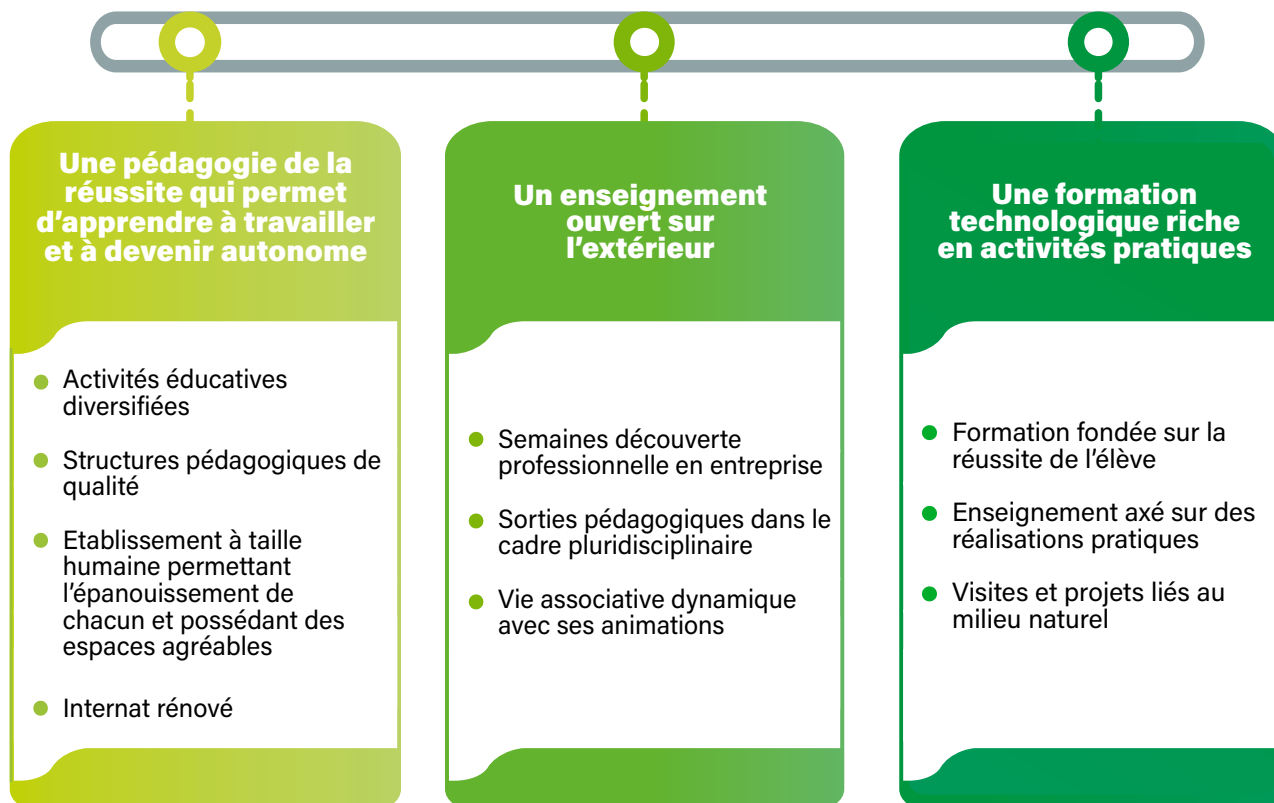 Une pédagogie de la
réussite qui permet
d'apprendre à travailler
et à devenir autonome
Activités éducatives
diversifiées
Structures pédagogiques de
qualité
Etablissement à taille
humaine permettant
l'épanouissement de
chacun et possédant des
espaces agréables
Internat rénové
Un enseignement
ouvert sur
l'extérieur
Semaines découverte
professionnelle en entreprise
Sorties pédagogiques dans le
cadre pluridisciplinaire
Vie associative dynamique
avec ses animations
Une formation
technologique riche
en activités pratiques
Formation fondée sur la
réussite de l'élève
Enseignement axé sur des
réalisations pratiques
Visites et projets liés au
milieu naturel